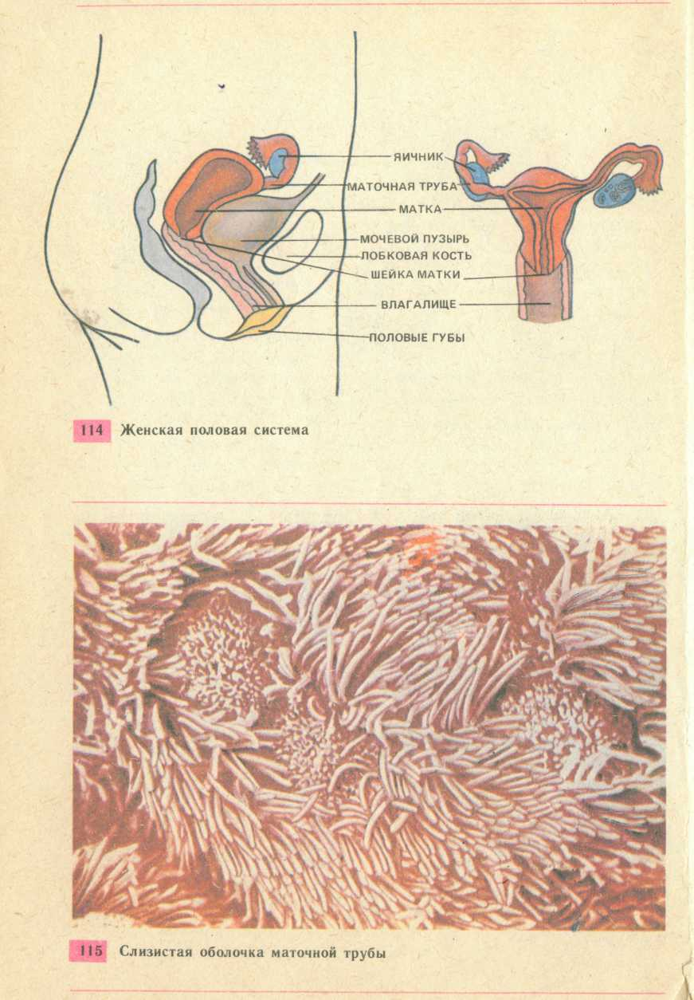 ЯИЧНИК
МАТОЧНАЯ ТРУБА
МАТКА
МОЧЕВОЙ ПУЗЫРЬ
ЛОБКОВАЯ КОСТЬ
ШЕЙКА МАТКИ
ВЛАГАЛИЩЕ
ПОЛОВЫЕ ГУБЫ
114 Женская половая система
115 Слизистая оболочка маточной трубы